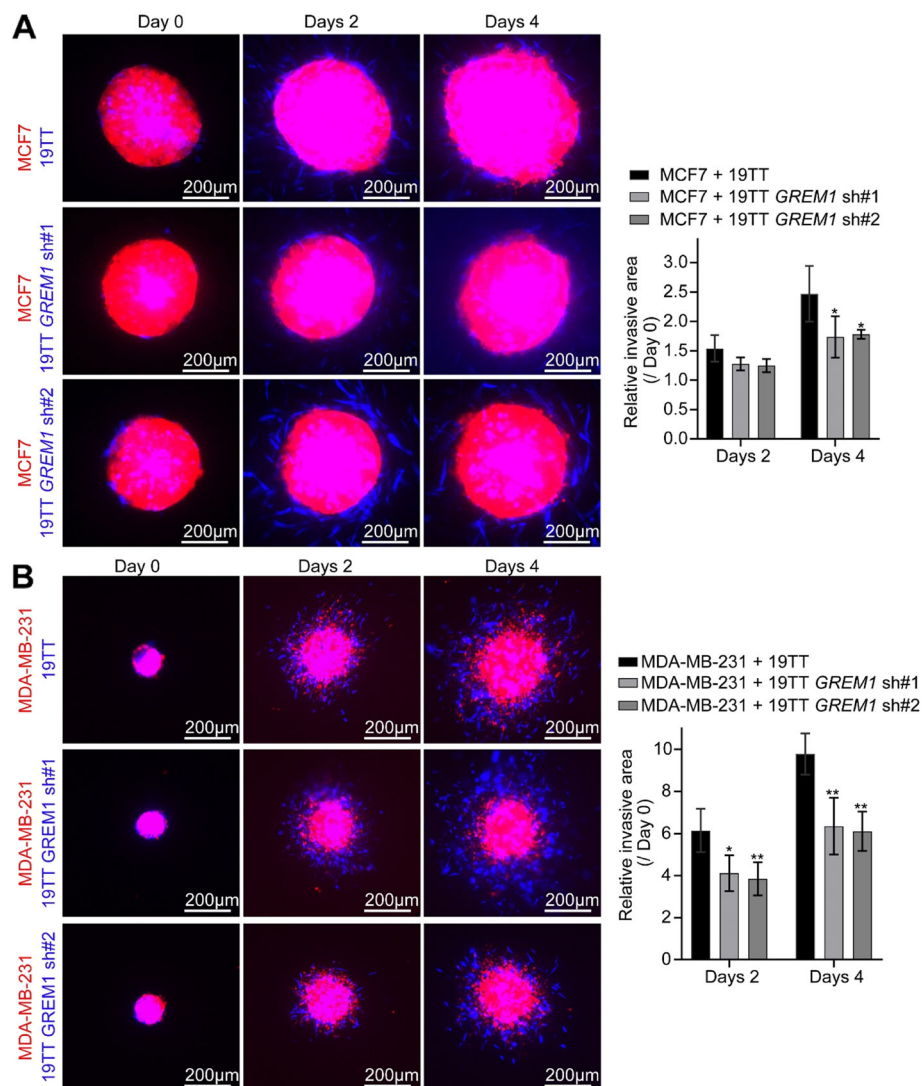 A
Day 0
Days 2
Days 4
MCF7
19TT
200μm
200μm
200μm
MCF7
19TT GREM1 sh#1
200μm
200μm
200μm
MCF7
19TT GREM1 sh#2
200μm
200μm
200μm
MCF7 + 19TT
MCF7 + 19TT GREM1 sh#1
MCF7 + 19TT GREM1 sh#2
Relative invasive area
(/ Day 0)
3.0
2.5
2.0
1.5
1.0
0.5
0.0
*
*
Days 2
Days 4
B
Day 0
Days 2
Days 4
MDA-MB-231
19TT
200μm
200μm
200μm
MDA-MB-231
19TT GREM1 sh#1
200μm
200μm
200μm
MDA-MB-231
19TT GREM1 sh#2
200μm
200μm
200μm
MDA-MB-231 + 19TT
MDA-MB-231 + 19TT GREM1 sh#1
MDA-MB-231 + 19TT GREM1 sh#2
Relative invasive area
(/ Day 0)
10
8
6
4
2
0
*
**
**
**
Days 2
Days 4